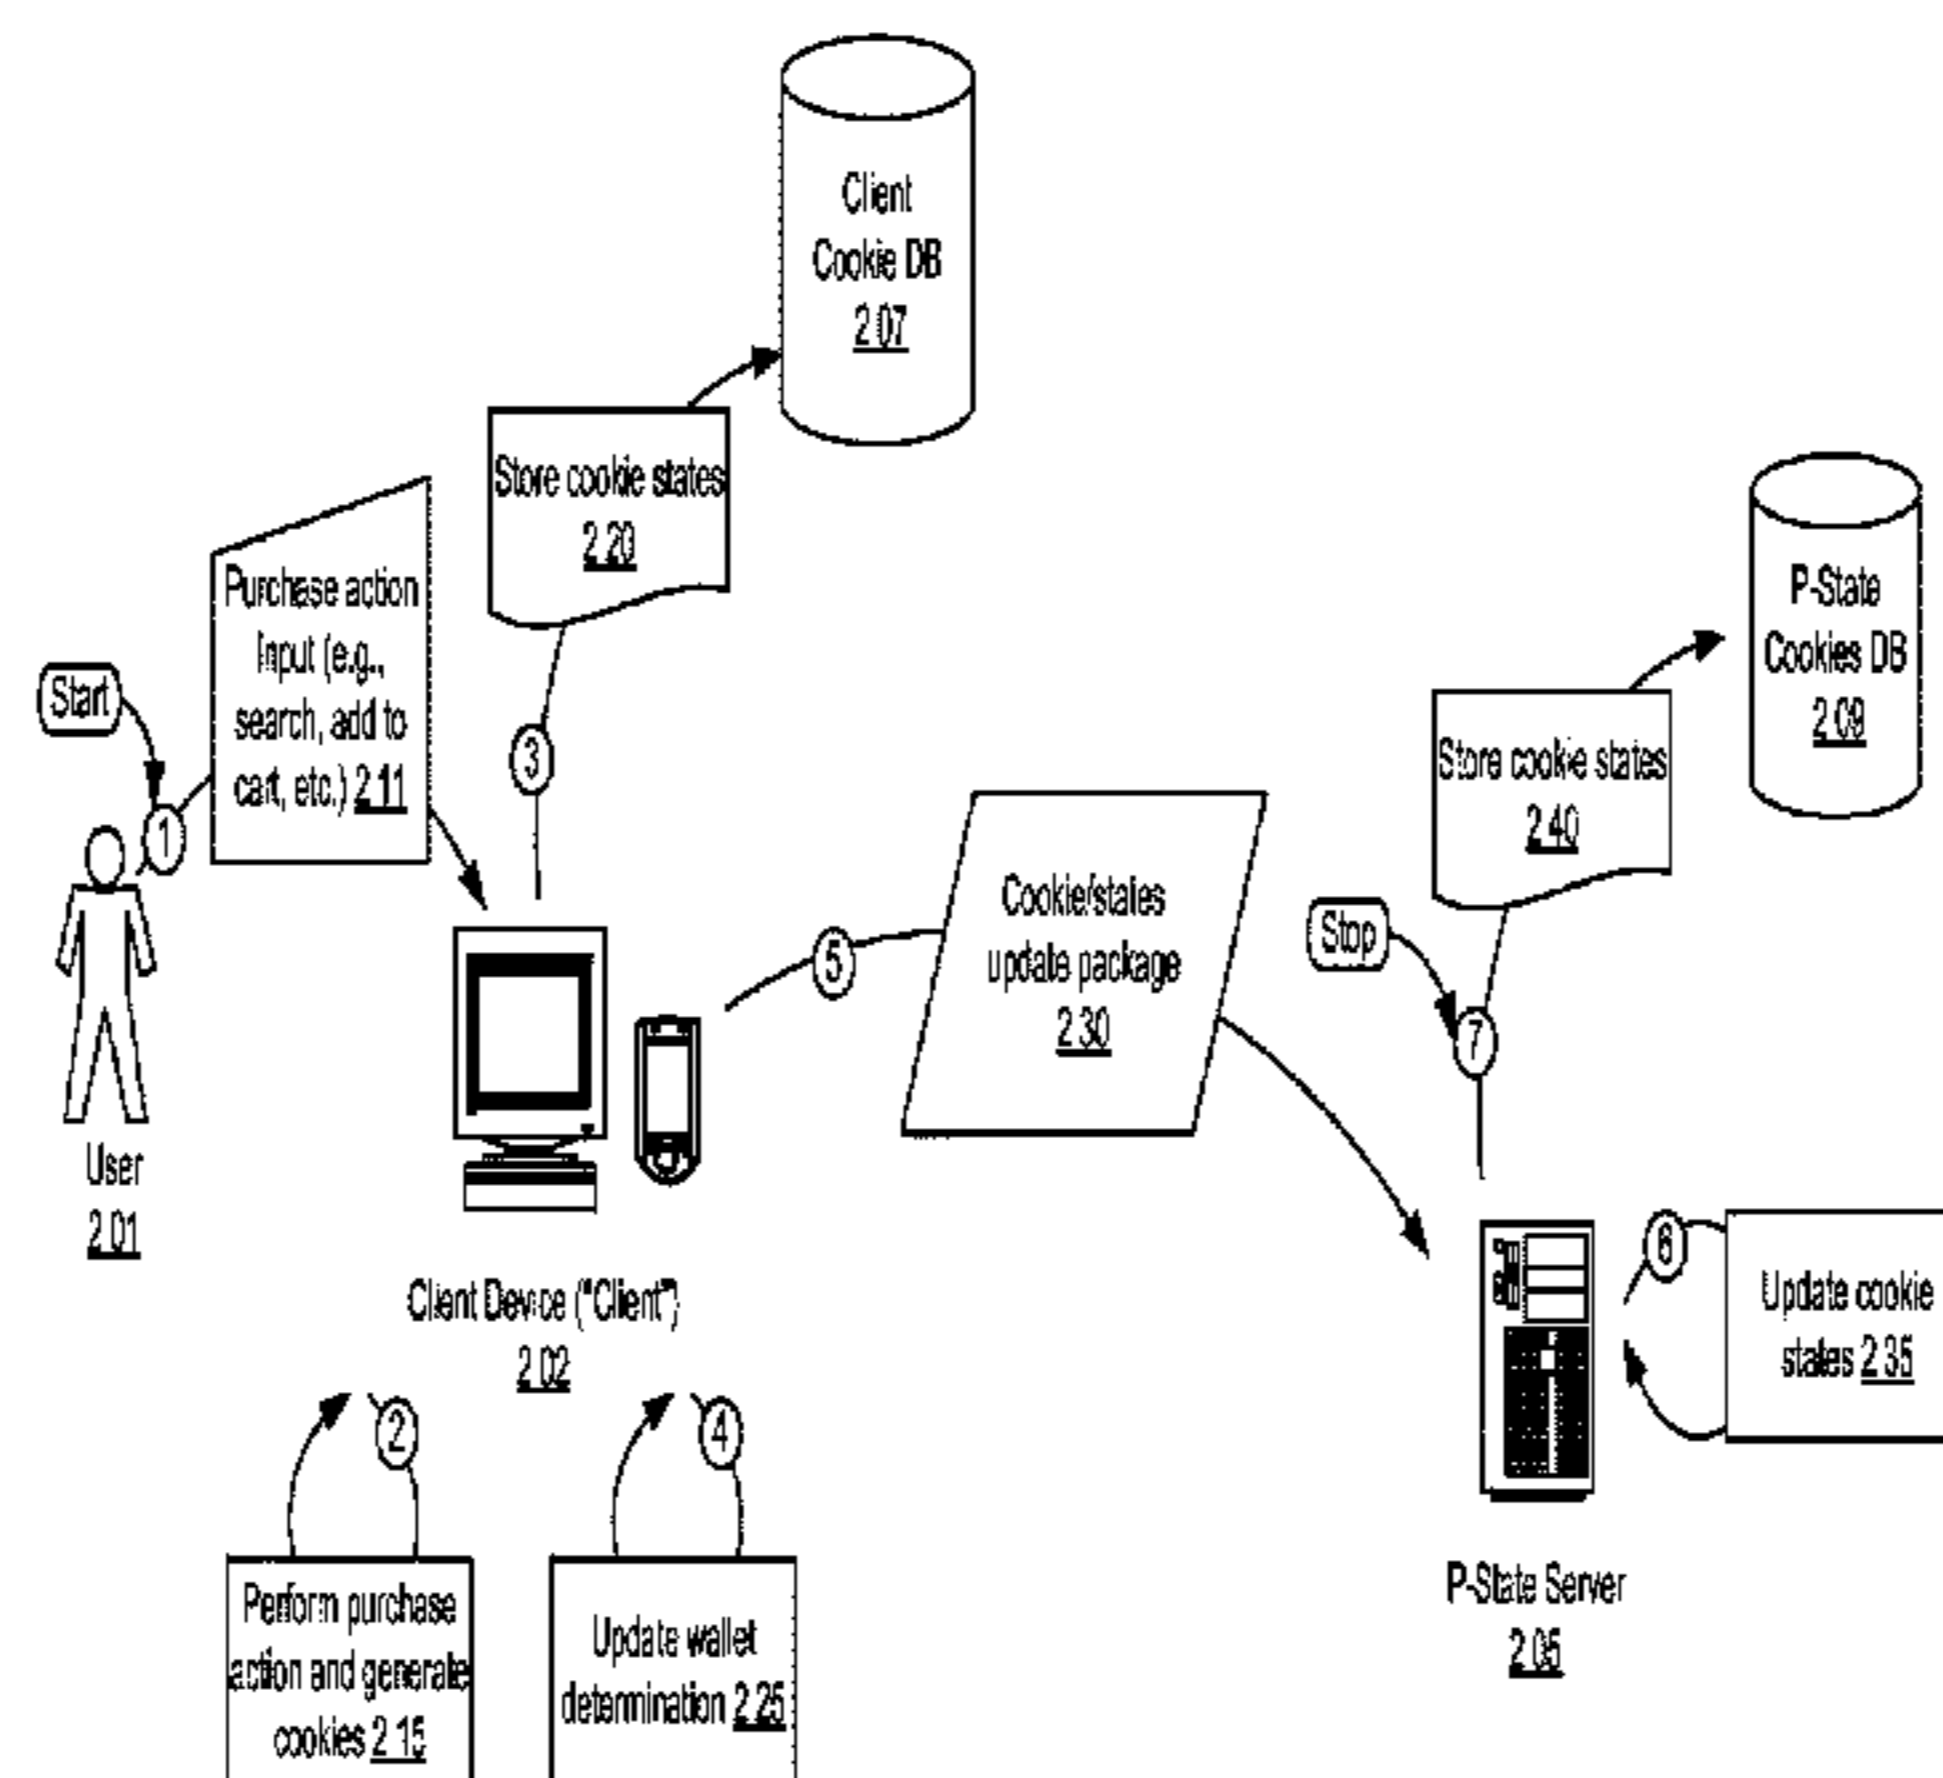 Client
Cookie DB
2 07
Store cookie states
2 20
Purchase action
Input (e.g.,
search, add to
cart, etc.) 2 11
Start
1
3
User
2 01
Client Device ("Client")
2 02
2
4
Perform purchase
action and generate
cookies 2 15
Update wallet
determination 2 25
5
Cookie/states
update package
2 30
P-State
Cookies DB
2 09
Store cookie states
2 40
Stop
7
6
Update cookie
states 2 35
P-State Server
2 05